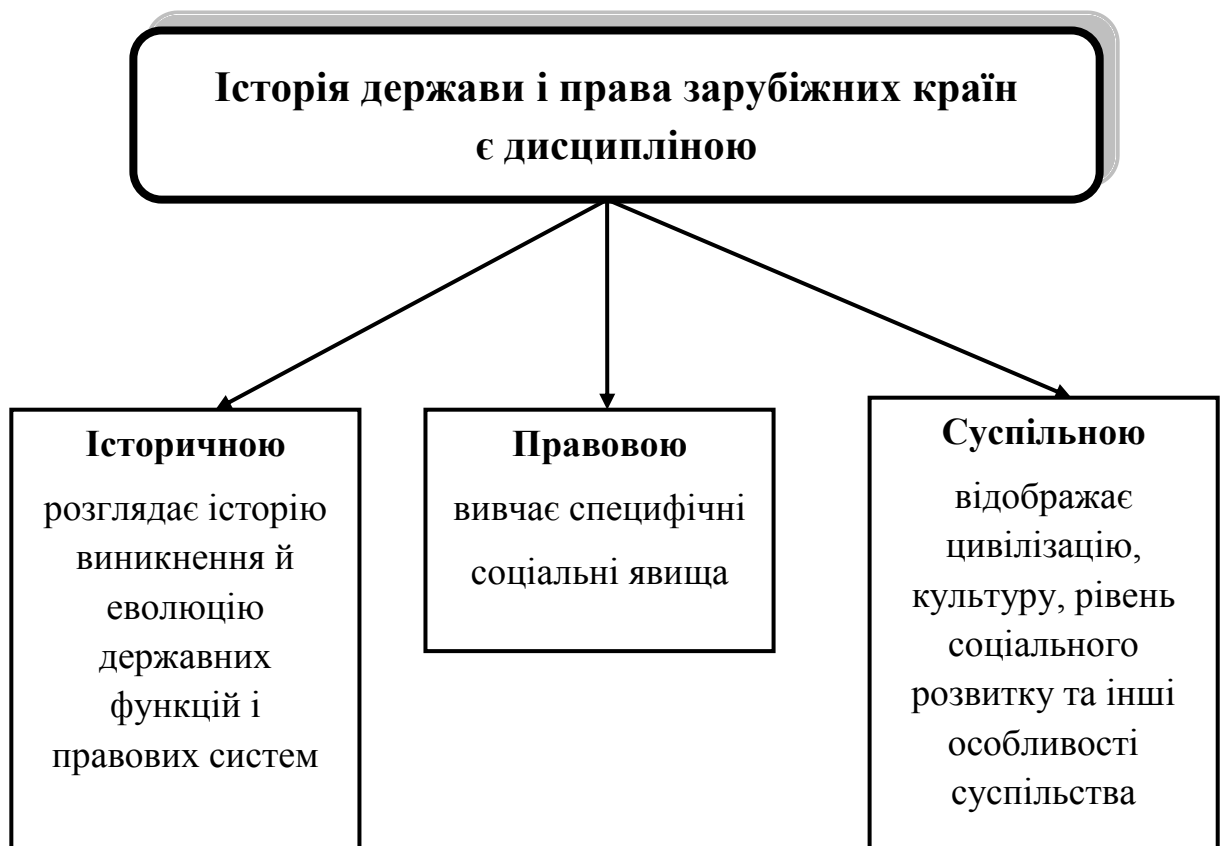 Історія держави і права зарубіжних країн
є дисципліною
Історичною
розглядає історію
виникнення й
еволюцію
державних
функцій і
правових систем
Правовою
вивчає специфічні
соціальні явища
Суспільною
відображає
цивілізацію,
культуру, рівень
соціального
розвитку та інші
особливості
суспільства